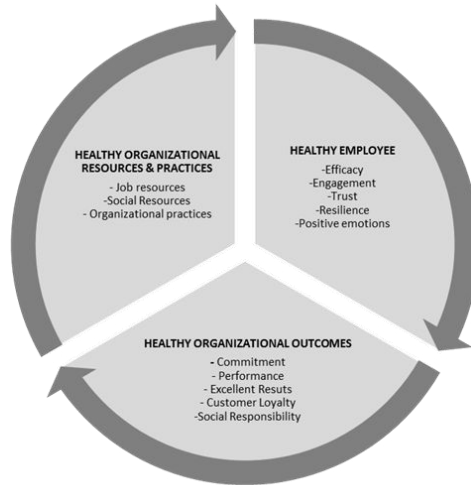 HEALTHY ORGANIZATIONAL
RESOURCES & PRACTICES
- Job resources
-Social Resources
- Organizational practices
HEALTHY EMPLOYEE
-Efficacy
-Engagement
-Trust
-Resilience
-Positive emotions
HEALTHY ORGANIZATIONAL OUTCOMES
- Commitment
- Performance
- Excellent Resuts
- Customer Loyalty
-Social Responsibility